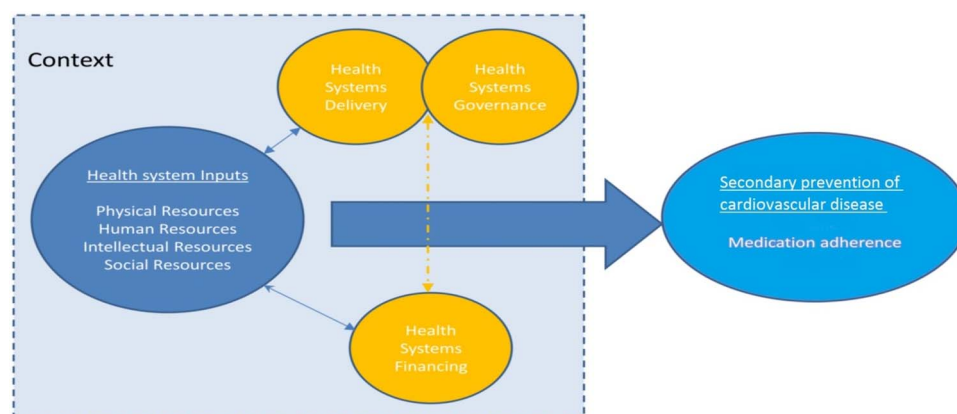 Context
Health
Systems
Delivery
Health
Systems
Governance
Health system Inputs
Physical Resources
Human Resources
Intellectual Resources
Social Resources
Secondary prevention of
cardiovascular disease
Medication adherence
Health
Systems
Financing